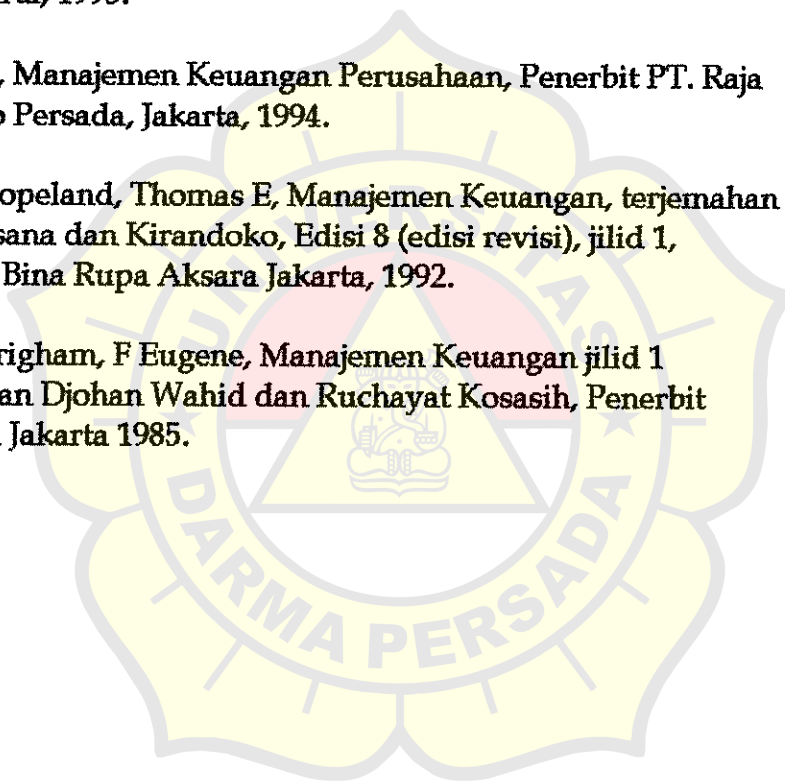 , 1995.
, Manajemen Keuangan Perusahaan, Penerbit PT. Raja
Persada, Jakarta, 1994.
opeland, Thomas E, Manajemen Keuangan, terjemahan
sana dan Kirandoko, Edisi 8 (edisi revisi), jilid 1,
Bina Rupa Aksara Jakarta, 1992.
righam, F Eugene, Manajemen Keuangan jilid 1
an Djohan Wahid dan Ruchayat Kosasih, Penerbit
Jakarta 1985.
UNIVERSITAS
DARMA PERSADA